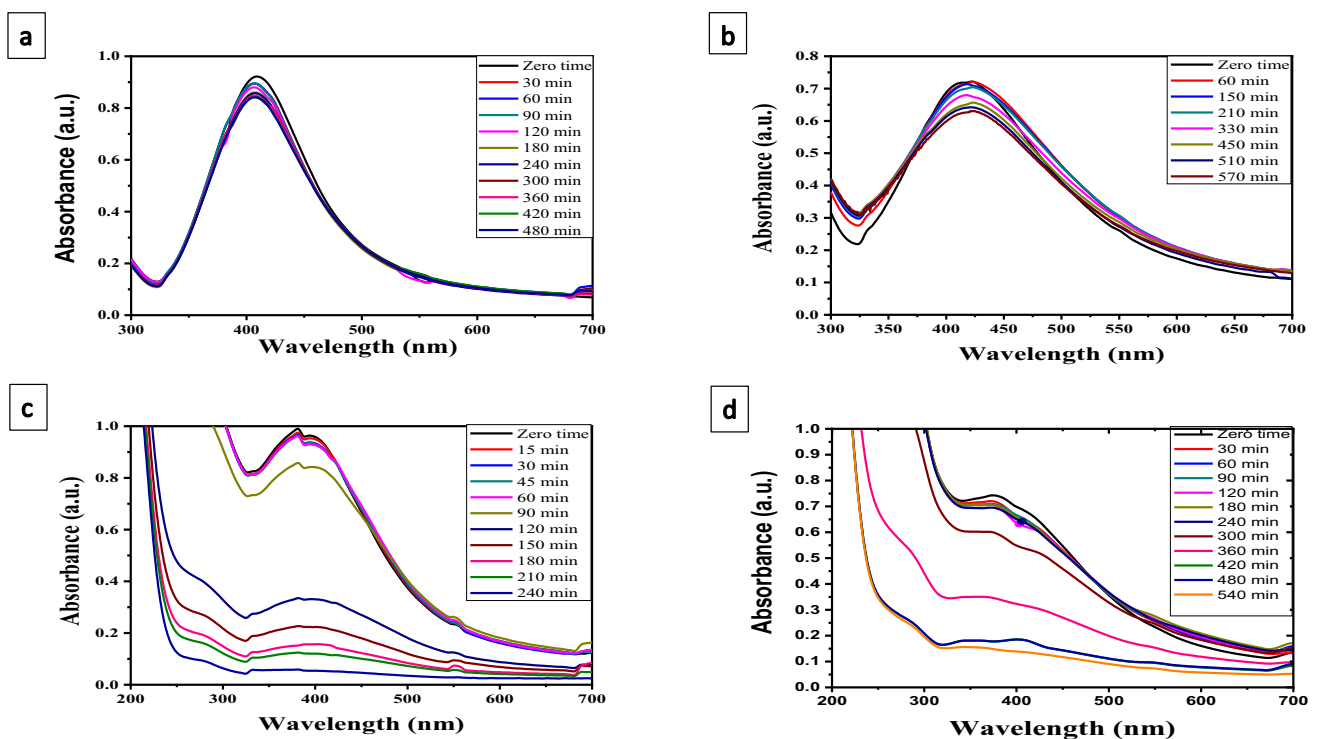 a
Absorbance (a.u.)
1.0
0.8
0.6
0.4
0.2
0.0
300
400
500
600
700
Wavelength (nm)
Zero time
30 min
60 min
90 min
120 min
180 min
240 min
300 min
360 min
420 min
480 min
b
Absorbance (a.u.)
0.8
0.7
0.6
0.5
0.4
0.3
0.2
0.1
0.0
300
350
400
450
500
550
600
650
700
Wavelength (nm)
Zero time
60 min
150 min
210 min
330 min
450 min
510 min
570 min
c
Absorbance (a.u.)
1.0
0.8
0.6
0.4
0.2
0.0
200
300
400
500
600
700
Wavelength (nm)
Zero time
15 min
30 min
45 min
60 min
90 min
120 min
150 min
180 min
210 min
240 min
d
Absorbance (a.u.)
1.0
0.9
0.8
0.7
0.6
0.5
0.4
0.3
0.2
0.1
0.0
200
300
400
500
600
700
Wavelength (nm)
Zero time
30 min
60 min
90 min
120 min
180 min
240 min
300 min
360 min
420 min
480 min
540 min